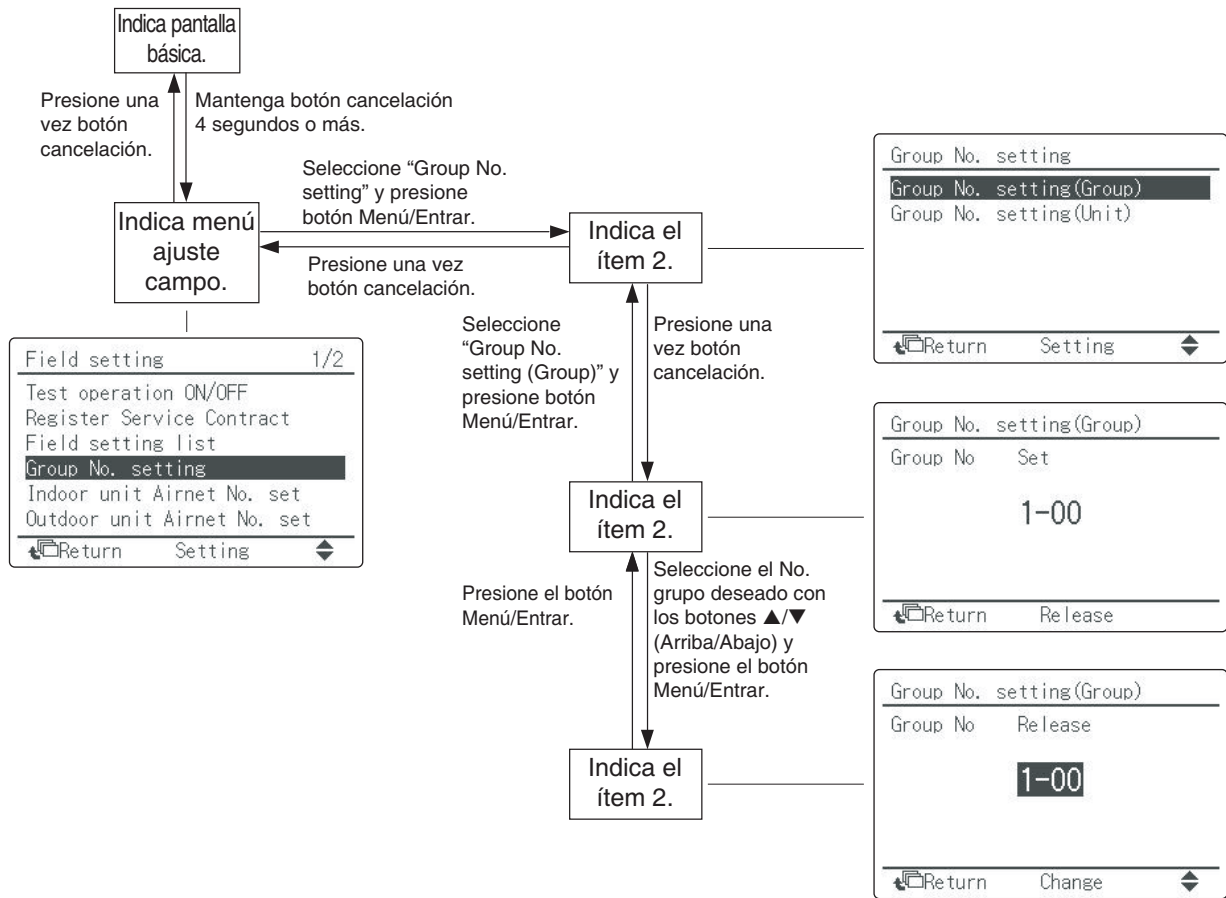 Indica pantalla
básica.
Presione una
vez botón
cancelación.
Mantenga botón cancelación
4 segundos o más.
Indica menú
ajuste
campo.
Seleccione “Group No.
setting” y presione
botón Menú/Entrar.
Presione una vez
botón cancelación.
Indica el
ítem 2.
Group No. setting
Group No. setting(Group)
Group No. setting(Unit)
Return Setting
Field setting 1/2
Test operation ON/OFF
Register Service Contract
Field setting list
Group No. setting
Indoor unit Airnet No. set
Outdoor unit Airnet No. set
Return Setting
Seleccione
“Group No.
setting (Group)” y
presione botón
Menú/Entrar.
Presione una
vez botón
cancelación.
Indica el
ítem 2.
Group No. setting(Group)
Group No Set
1-00
Return Release
Presione el botón
Menú/Entrar.
Seleccione el No.
grupo deseado con
los botones ▲/▼
(Arriba/Abajo) y
presione el botón
Menú/Entrar.
Indica el
ítem 2.
Group No. setting(Group)
Group No Release
1-00
Return Change